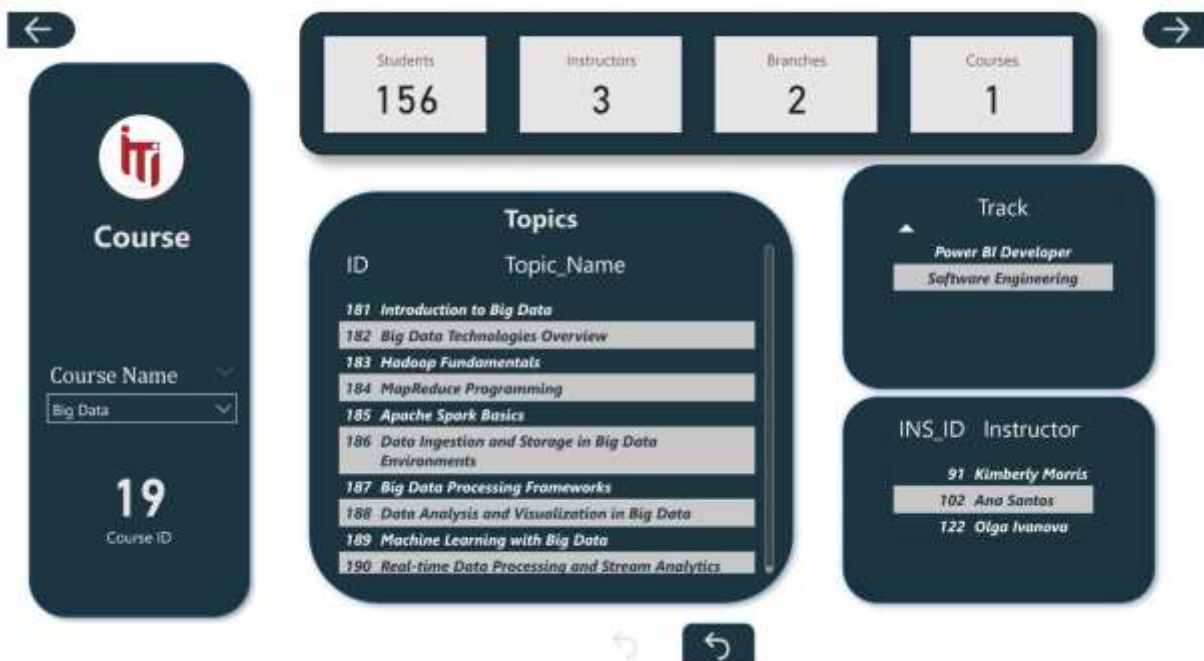 Students
156
Instructors
3
Branches
2
Courses
1
iTi
Course
Course Name
Big Data
19
Course ID
Topics
ID Topic_Name
181 Introduction to Big Data
182 Big Data Technologies Overview
183 Hadoop Fundamentals
184 MapReduce Programming
185 Apache Spark Basics
186 Data Ingestion and Storage in Big Data
Environments
187 Big Data Processing Frameworks
188 Data Analysis and Visualization in Big Data
189 Machine Learning with Big Data
190 Real-time Data Processing and Stream Analytics
Track
Power BI Developer
Software Engineering
INS_ID Instructor
91 Kimberly Morris
102 Ana Santos
122 Olga Ivanova